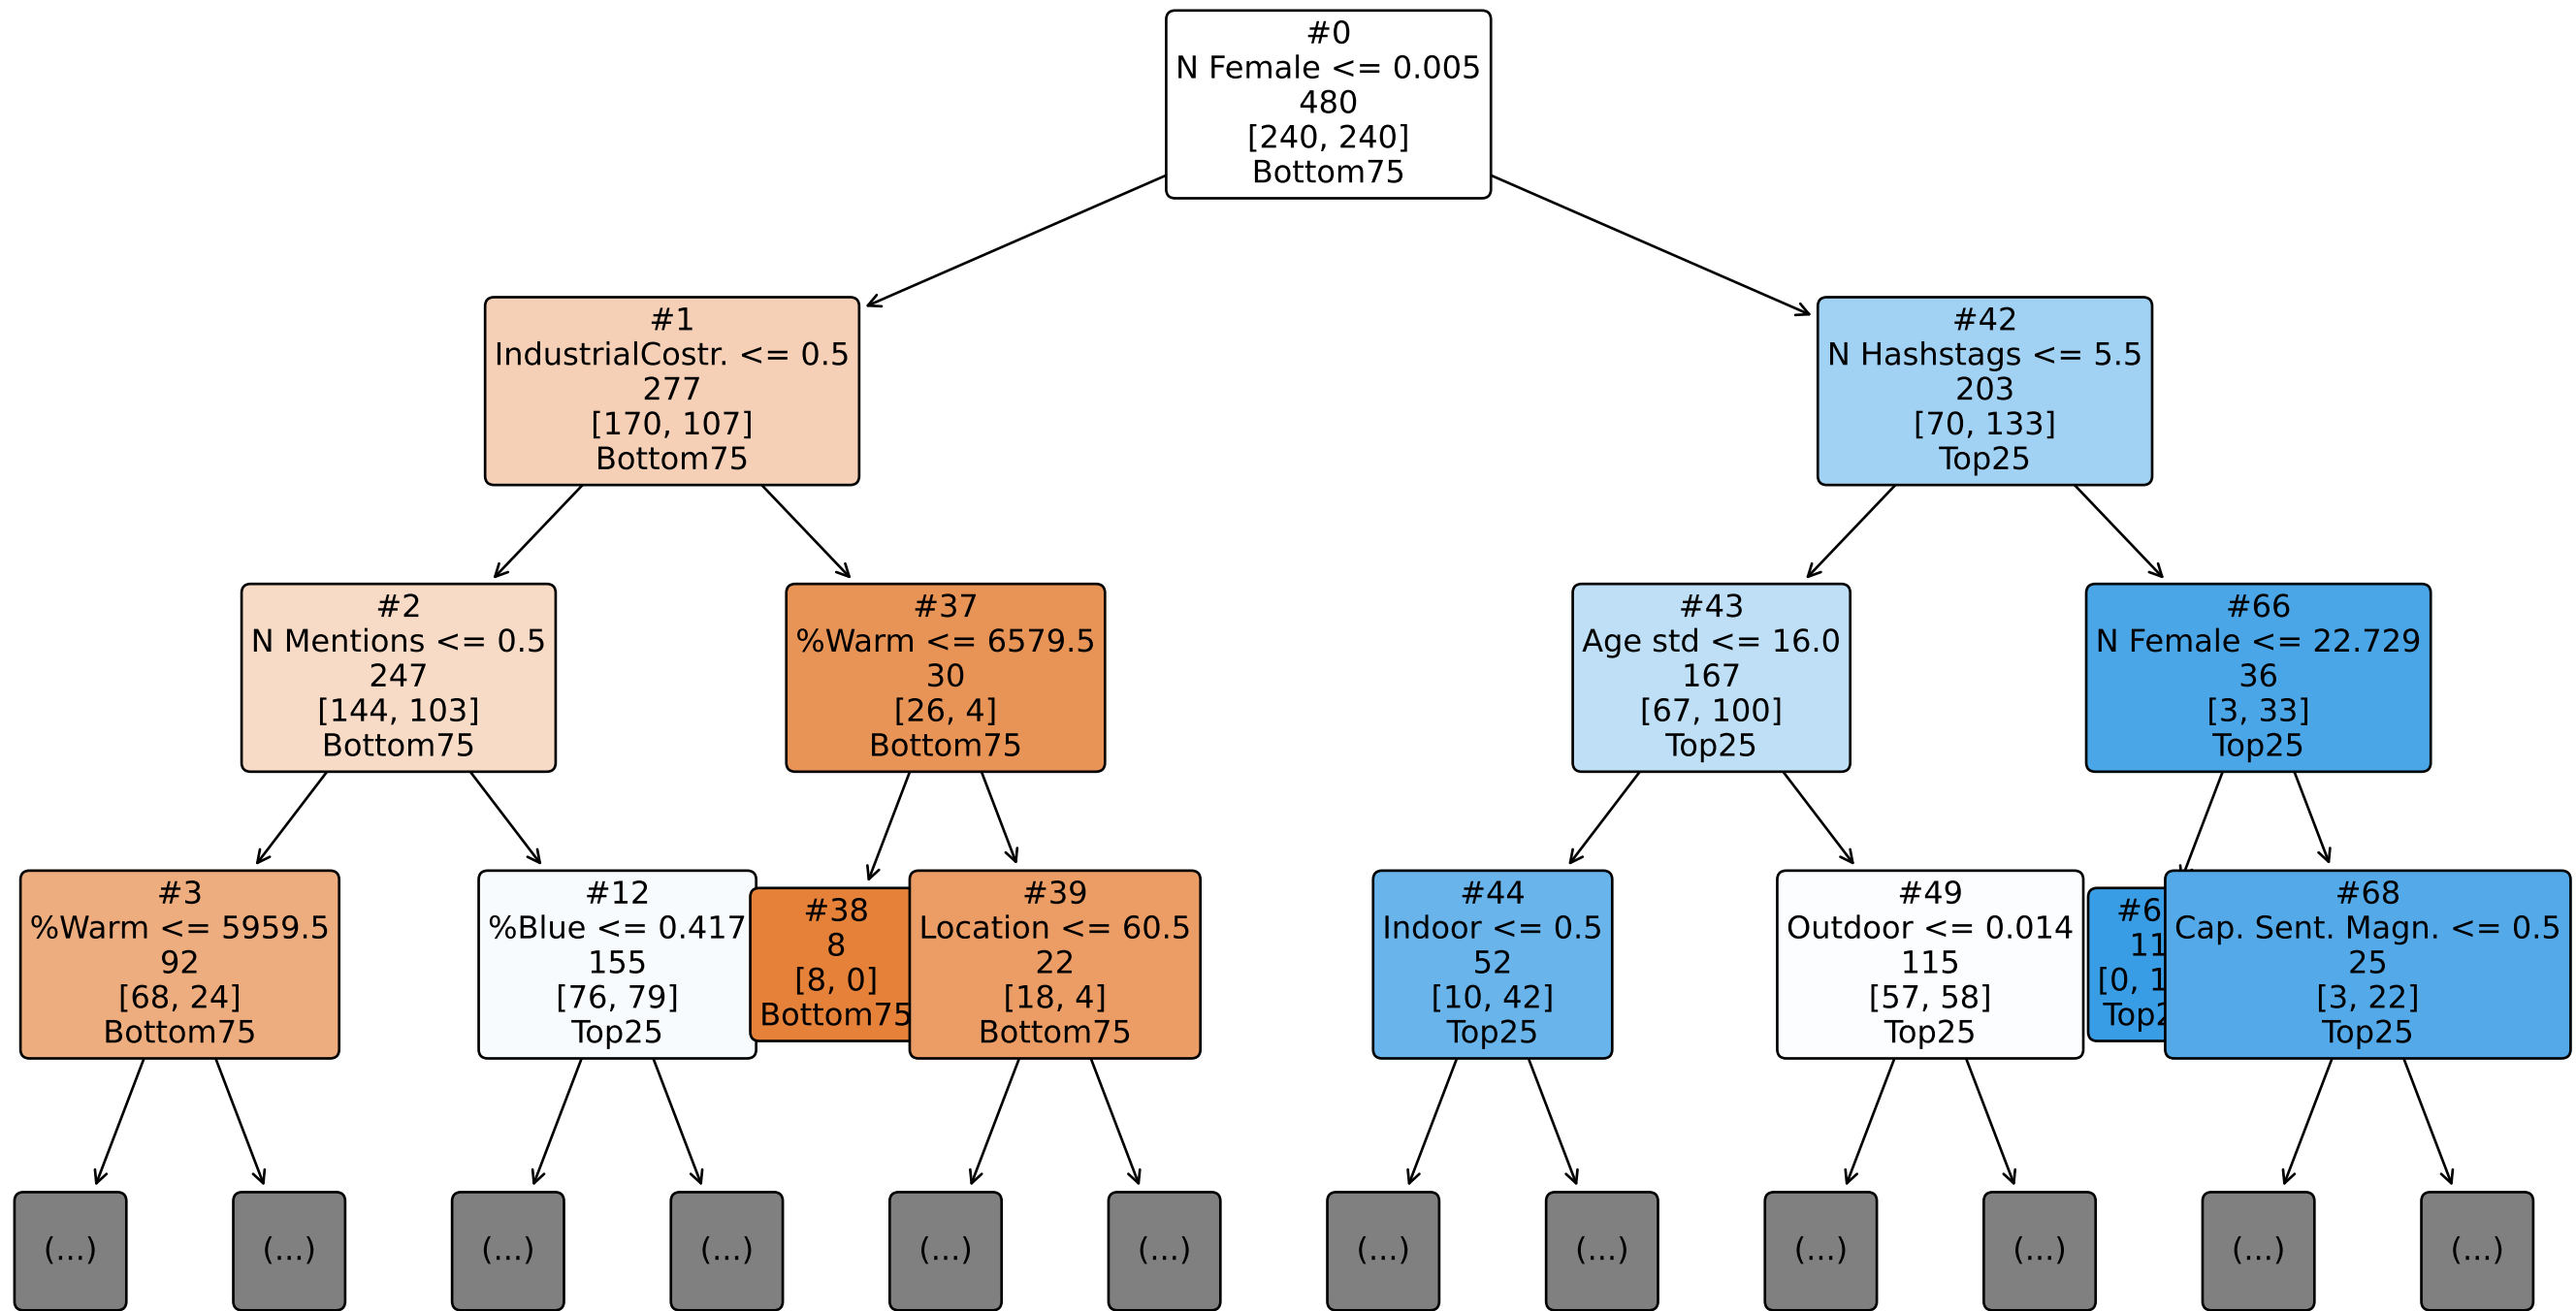 #0
N Female <= 0.005
480
[240, 240]
Bottom75
#1
IndustrialCostr. <= 0.5
277
[170, 107]
Bottom75
#42
N Hashstags <= 5.5
203
[70, 133]
Top25
#2
N Mentions <= 0.5
247
[144, 103]
Bottom75
#37
%Warm <= 6579.5
30
[26, 4]
Bottom75
#43
Age std <= 16.0
167
[67, 100]
Top25
#66
N Female <= 22.729
36
[3, 33]
Top25
#3
%Warm <= 5959.5
92
[68, 24]
Bottom75
#12
%Blue <= 0.417
155
[76, 79]
Top25
#38
8
[8, 0]
Bottom75
#39
Location <= 60.5
22
[18, 4]
Bottom75
#44
Indoor <= 0.5
52
[10, 42]
Top25
#49
Outdoor <= 0.014
115
[57, 58]
Top25
11
#68
Cap. Sent. Magn. <= 0.5
25
[3, 22]
Top25
(...)
(...)
(...)
(...)
(...)
(...)
(...)
(...)
(...)
(...)
(...)
(...)